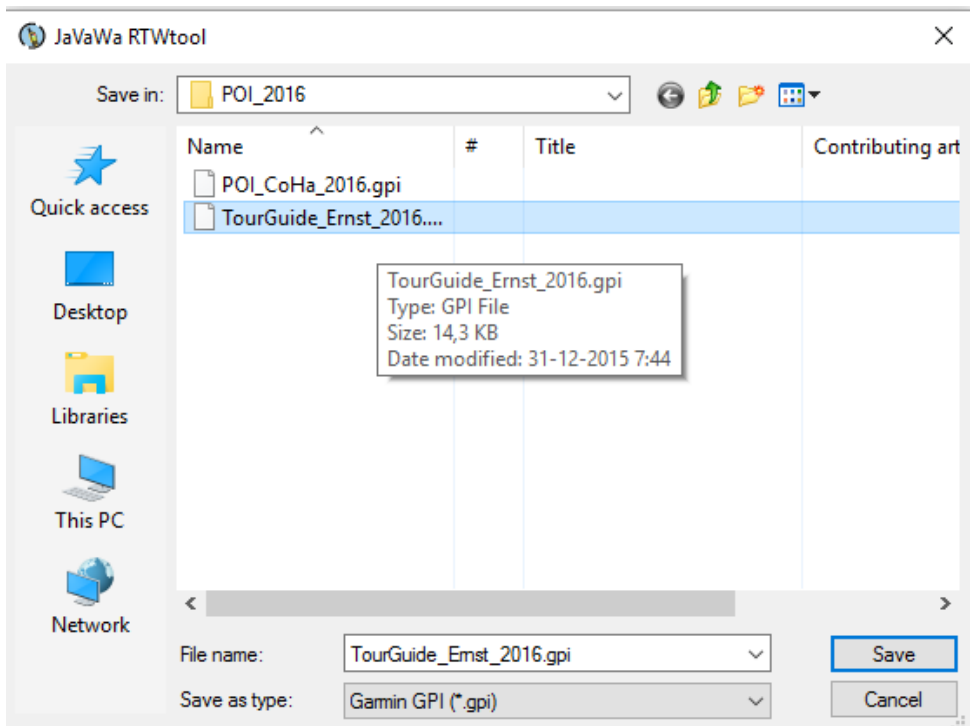 JaVaWa RTWtool
Save in: POI_2016
Name # Title Contributing art
POI_CoHa_2016.gpi
TourGuide_Ernst_2016....
TourGuide_Ernst_2016.gpi
Type: GPI File
Size: 14,3 KB
Date modified: 31-12-2015 7:44
Quick access
Desktop
Libraries
This PC
Network
File name: TourGuide_Ernst_2016.gpi Save
Save as type: Garmin GPI (*.gpi) Cancel